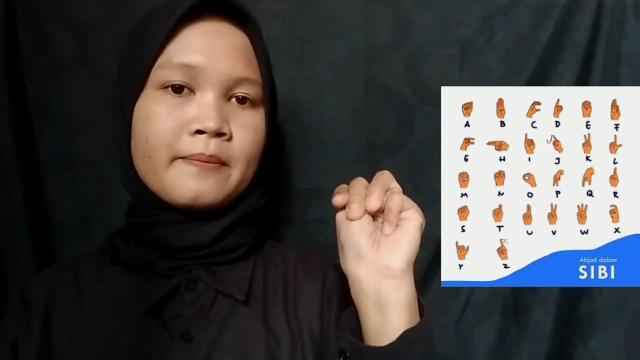 A B C D E F
G H I J K L
M N O P Q R
S T U V W X
Y Z
Abjad dalam
SIBI